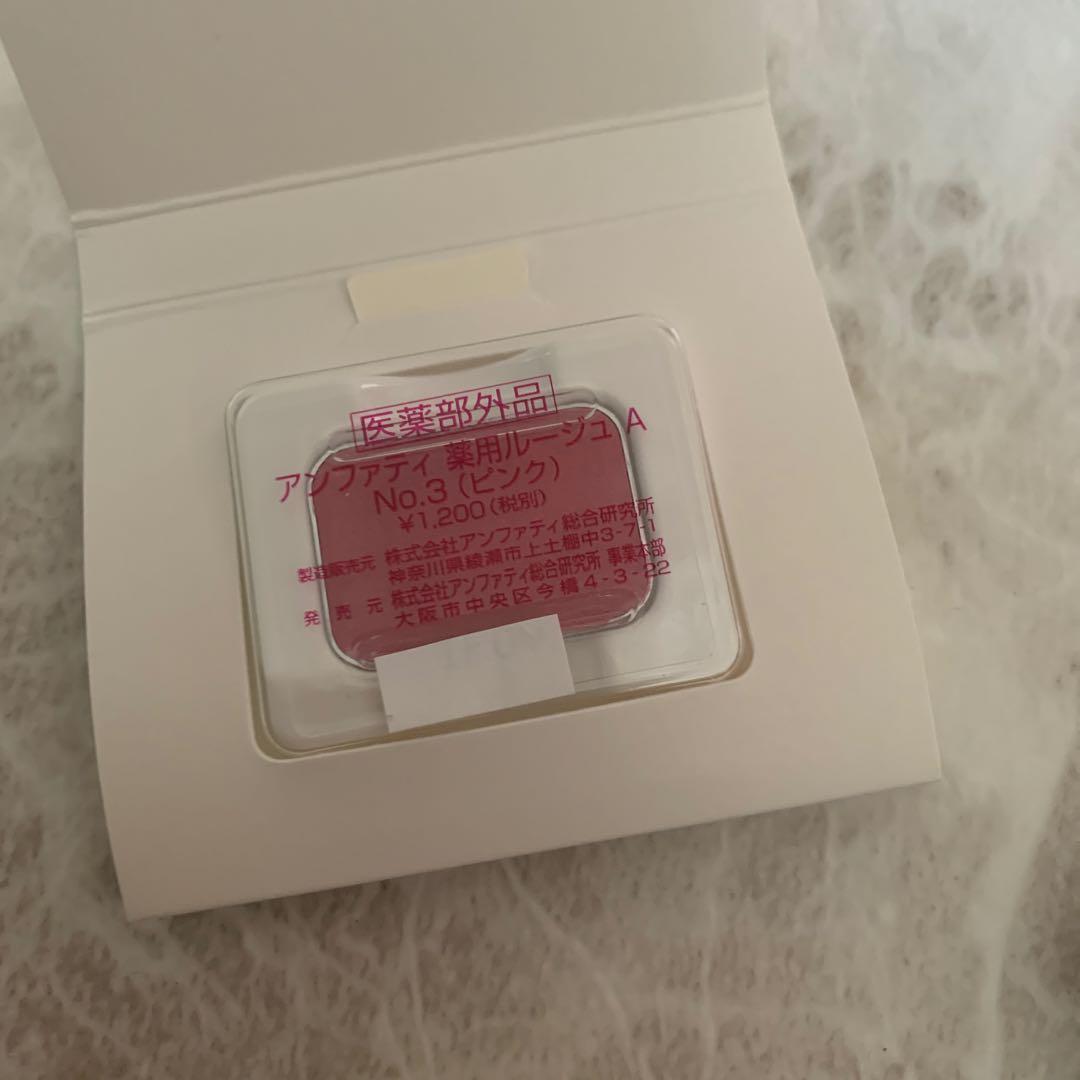 医薬部外品
アンファティ 薬用ルージュ A
No.3 (ピンク)
¥1,200(税別)
製造販売元 株式会社アンファティ総合研究所
神奈川県綾瀬市上土棚中3-7-1
発売元 株式会社アンファティ総合研究所 事業本部
大阪市中央区今橋4-3-22